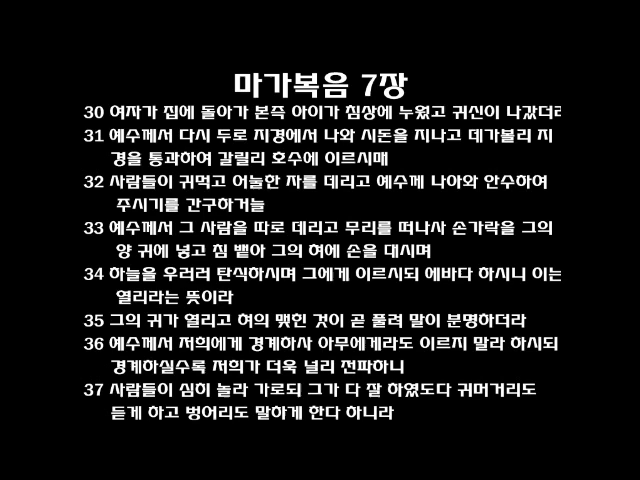 마가복음 7장
30 여자가 집에 돌아가 본즉 아이가 침상에 누웠고 귀신이 나갔더라
31 예수께서 다시 두로 지경에서 나와 시돈을 지나고 데가볼리 지
경을 통과하여 갈릴리 호수에 이르시매
32 사람들이 귀먹고 어눌한 자를 데리고 예수께 나아와 안수하여
주시기를 간구하거늘
33 예수께서 그 사람을 따로 데리고 무리를 떠나사 손가락을 그의
양 귀에 넣고 침 뱉아 그의 혀에 손을 대시며
34 하늘을 우러러 탄식하시며 그에게 이르시되 에바다 하시니 이는
열리라는 뜻이라
35 그의 귀가 열리고 혀의 맺힌 것이 곧 풀려 말이 분명하더라
36 예수께서 저희에게 경계하사 아무에게라도 이르지 말라 하시되
경계하실수록 저희가 더욱 널리 전파하니
37 사람들이 심히 놀라 가로되 그가 다 잘 하였도다 귀머거리도
듣게 하고 벙어리도 말하게 한다 하니라